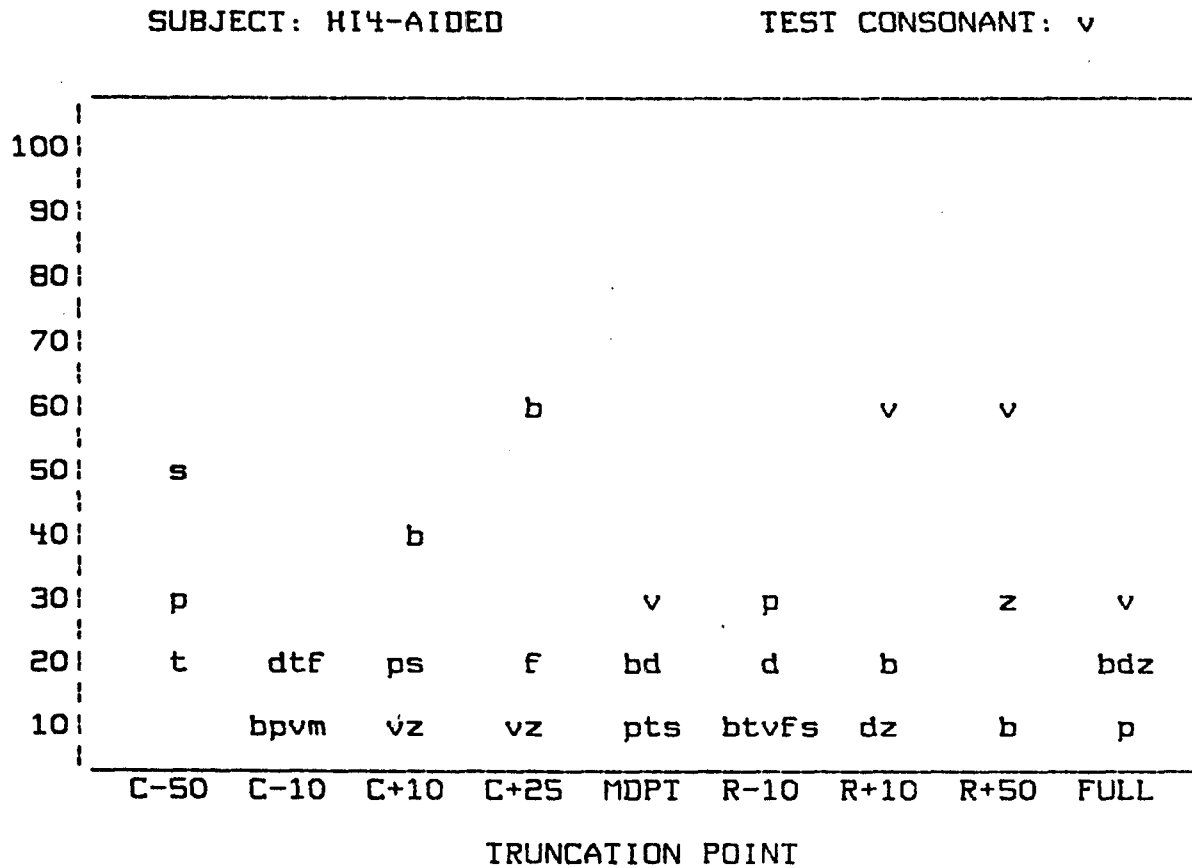 SUBJECT: HI4-AIDED TEST CONSONANT: v
100
90
80
70
60 b v v
50 s
40 b
30 p v p z v
20 t dtf ps f bd d b bdz
10 bpvm vz vz pts btvfs dz b p
C-50 C-10 C+10 C+25 MDPT R-10 R+10 R+50 FULL
TRUNCATION POINT